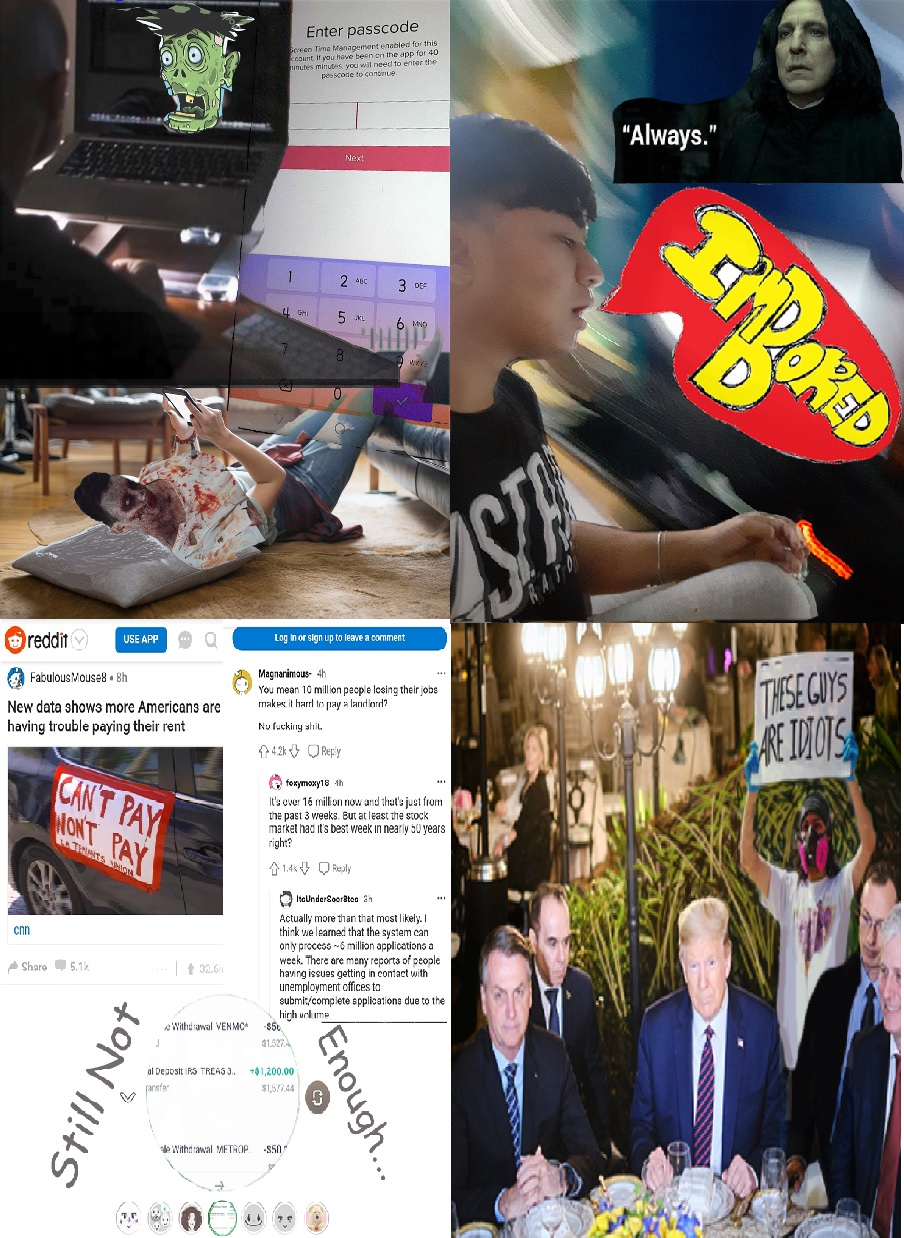 Enter passcode
Screen Time Management enabled for this
account. If you have been on the app for 40
minutes minutes, you will need to enter the
passcode to continue.
Next
1
2 ABC
3 DEF
4 GHI
5 JKL
6 MNO
7
8
9
0
“Always.”
I'M BORED
reddit
USE APP
FabulousMouse8 • 8h
New data shows more Americans are
having trouble paying their rent
CAN'T PAY
WON'T PAY
LA TENANTS UNION
cnn
Share
5.1k
Log in or sign up to leave a comment
Magnanimous- 4h
You mean 10 million people losing their jobs
makes it hard to pay a landlord?
No fucking shit.
4.2k
Reply
foxymoxy18 4h
It's over 16 million now and that's just from
the past 3 weeks. But at least the stock
market had it's best week in nearly 50 years
right?
1.4k
Reply
3h
Actually more than that most likely. I
think we learned that the system can
only process ~6 million applications a
week. There are many reports of people
having issues getting in contact with
unemployment offices to
submit/complete applications due to the
high volume
Still Not
Enough...
e Withdrawal VENMO*
$1,527.4
al Deposit IRS TREAS 3..
+$1,200.00
ansfer
$1,577.44
ale Withdrawal METROP..
-$50
THESE GUYS
ARE IDIOTS